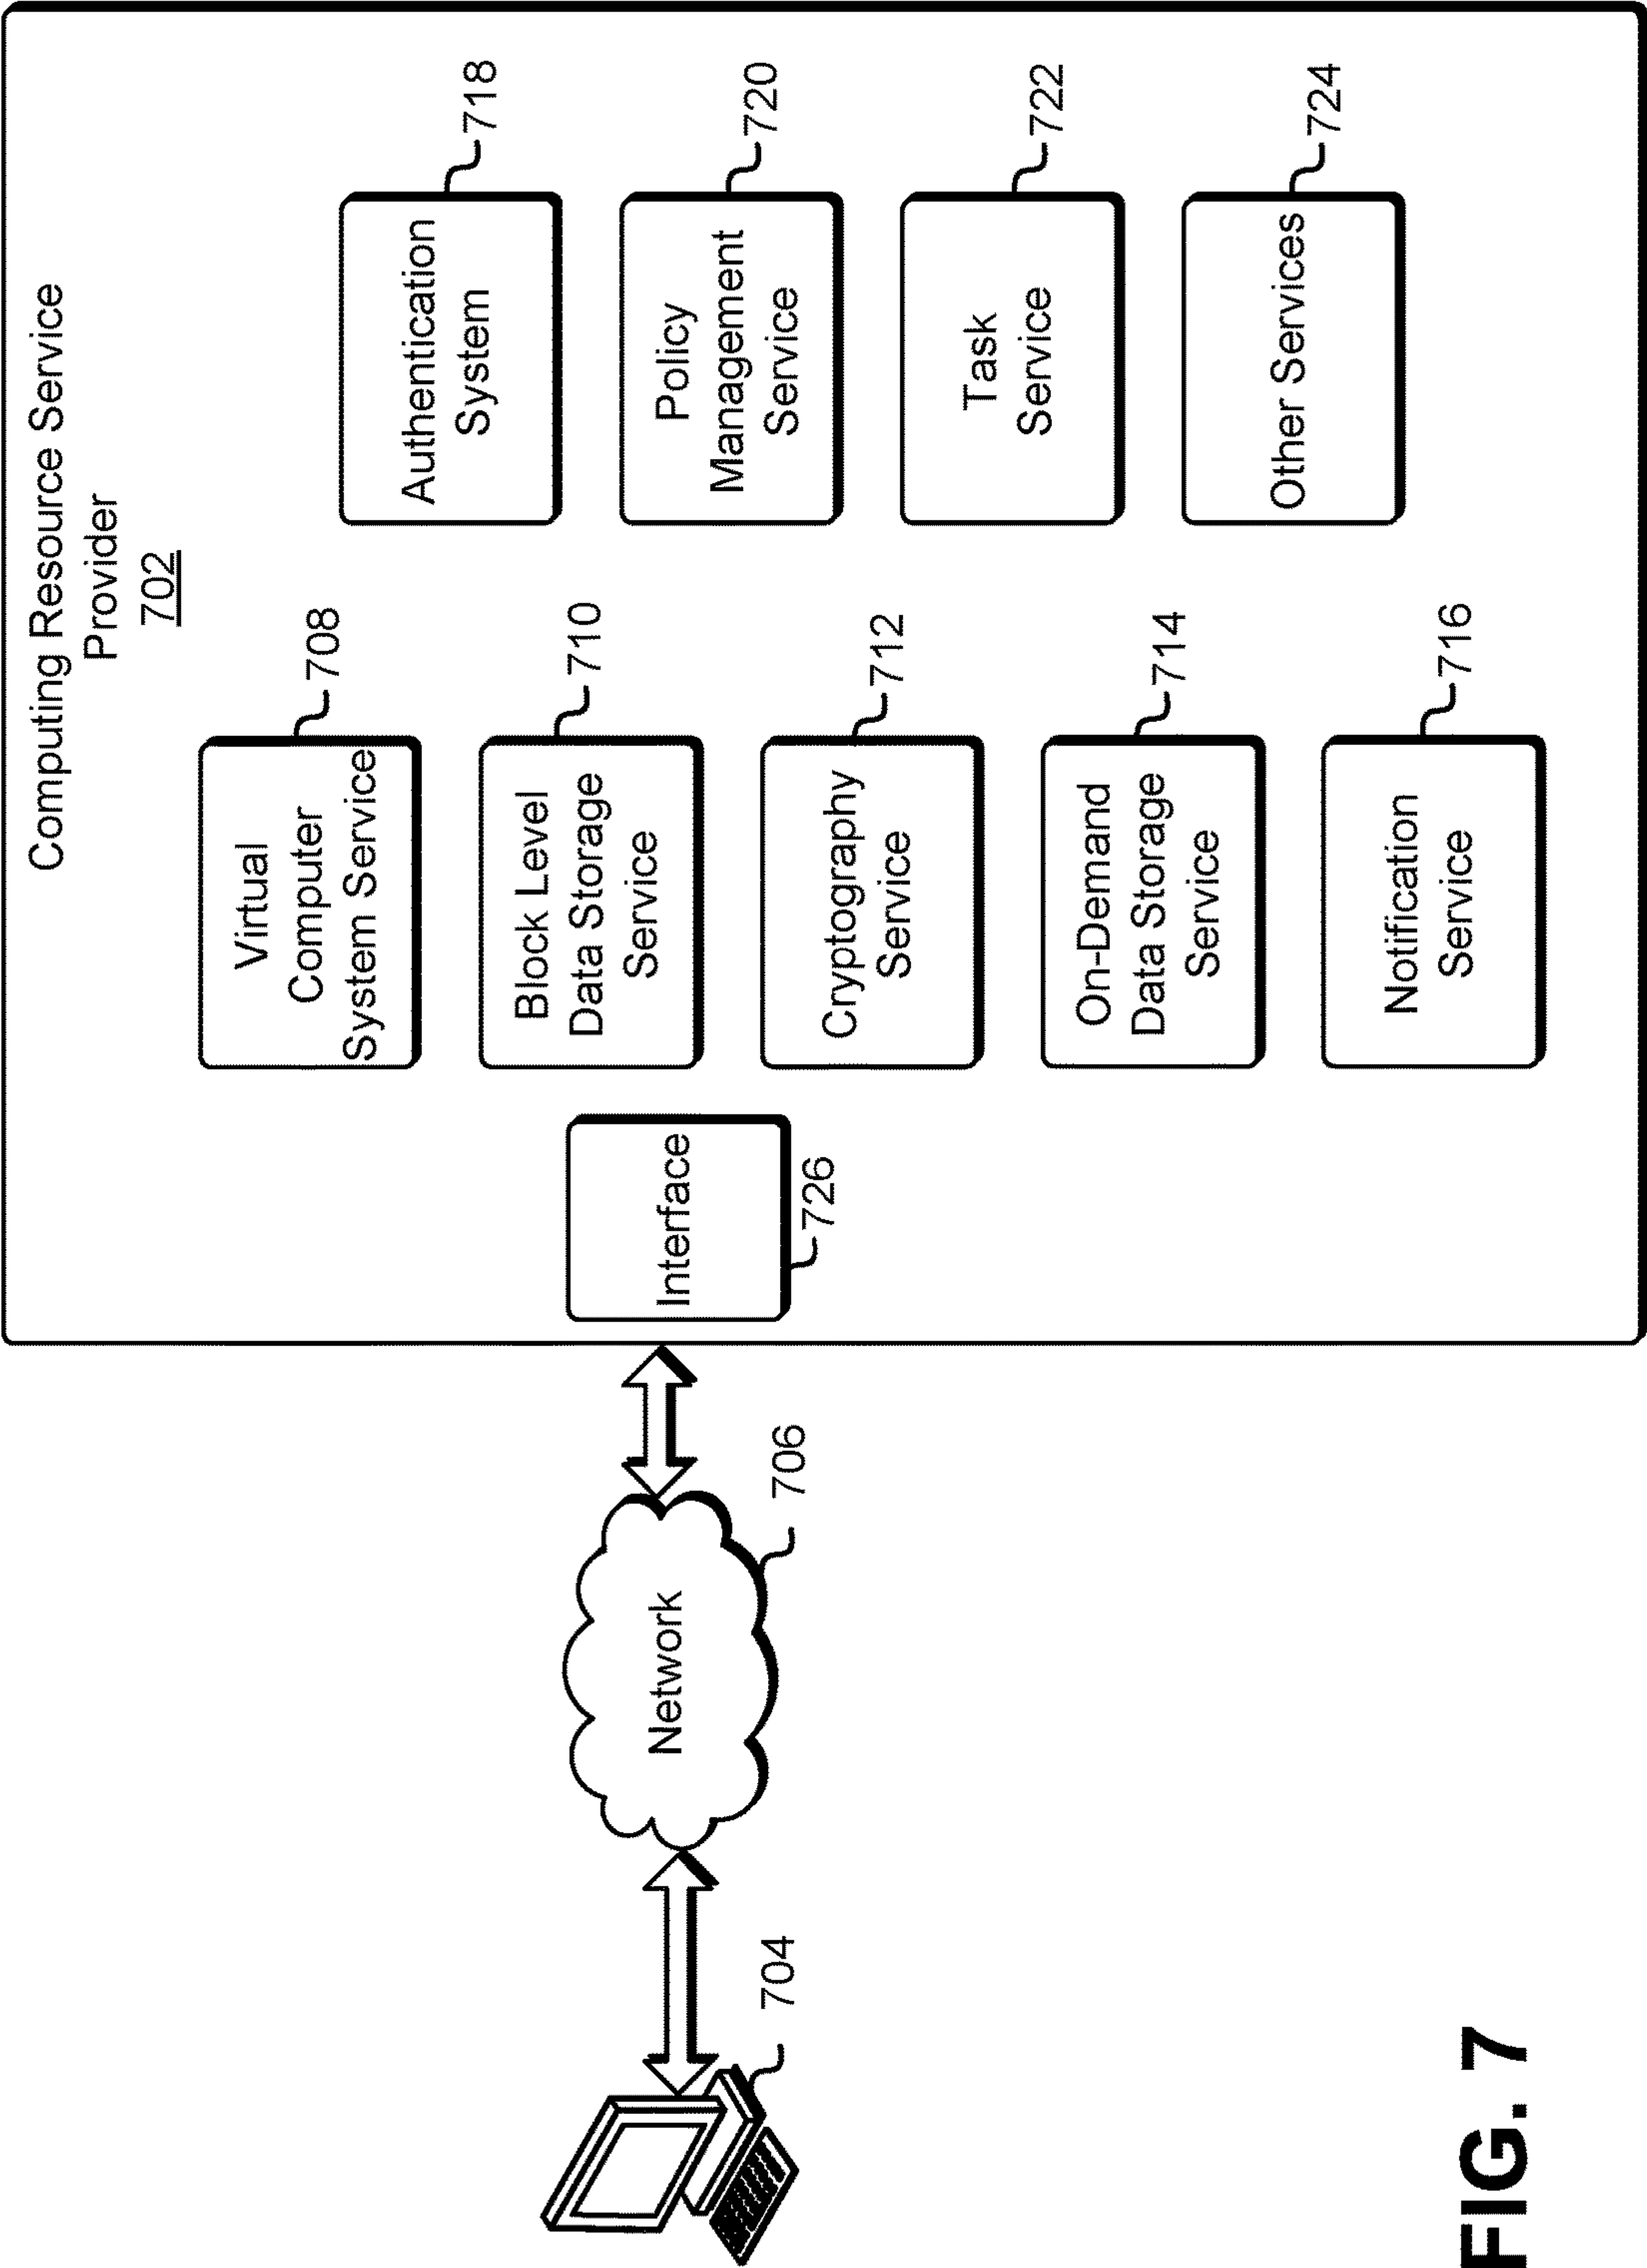 Computing Resource Service
Provider
702
Virtual
Computer
System Service
708
Block Level
Data Storage
Service
710
Cryptography
Service
712
On-Demand
Data Storage
Service
714
Notification
Service
716
Authentication
System
718
Policy
Management
Service
720
Task
Service
722
Other Services
724
Interface
726
Network
706
704
FIG. 7